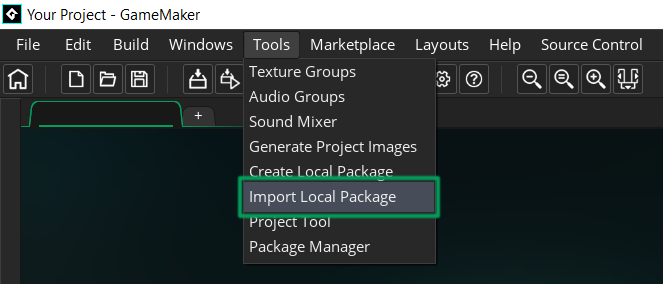 Your Project - GameMaker
File Edit Build Windows Tools Marketplace Layouts Help Source Control
Texture Groups
Audio Groups
+
Sound Mixer
Generate Project Images
Create Local Package
Import Local Package
Project Tool
Package Manager